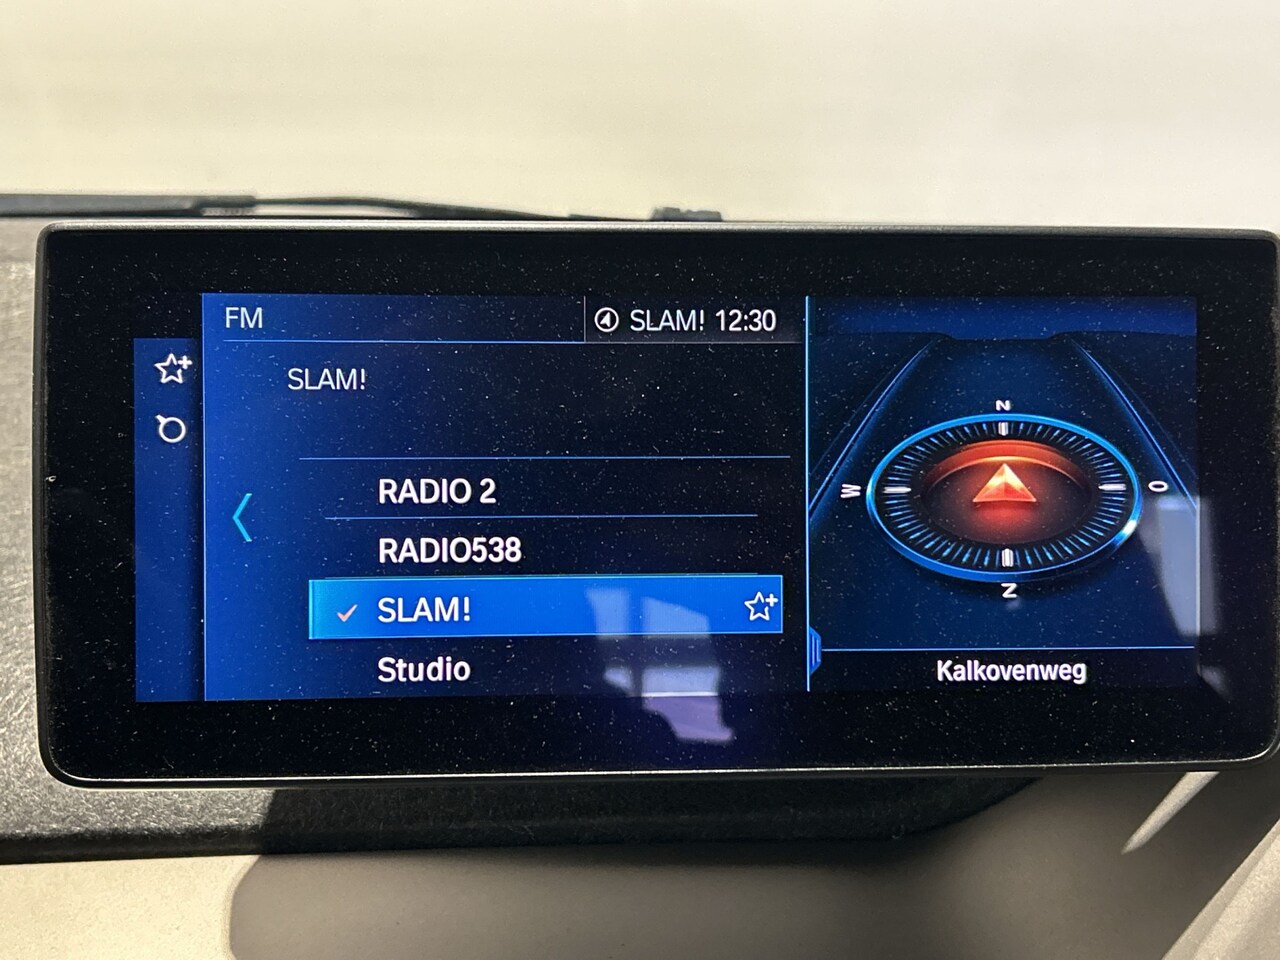 FM
SLAM! 12:30
SLAM!
RADIO 2
RADIO538
SLAM!
Studio
N
W
O
Z
Kalkovenweg